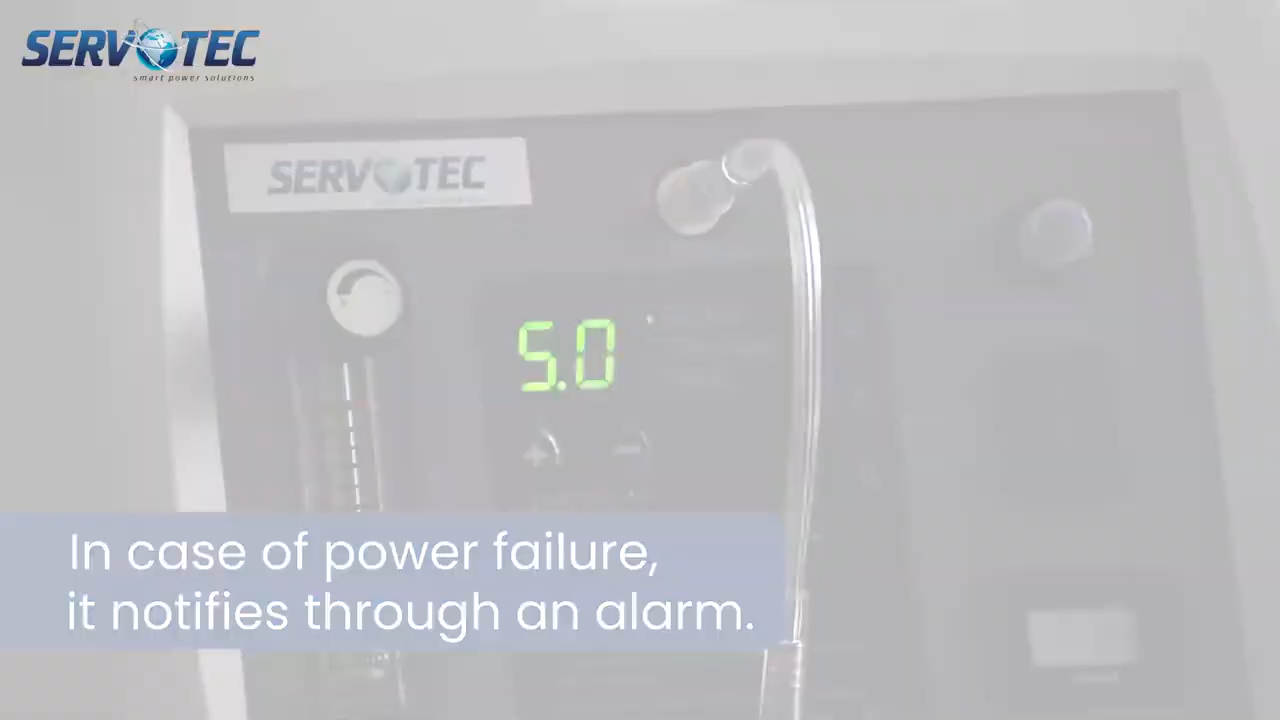 SERVOTEC
smart power solutions
SERVOTEC
5.0
+ -
In case of power failure,
it notifies through an alarm.